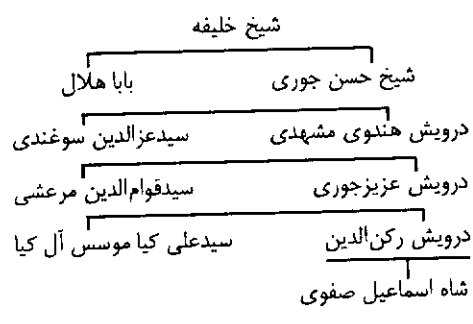 شیخ خلیفه
شیخ حسن جوری بابا هلال
درویش هندوی مشهدی سیدعزالدین سوغندی
درویش عزیزجوری سیدقوام‌الدین مرعشی
درویش رکن‌الدین سیدعلی کیا موسس آل کیا
شاه اسماعیل صفوی